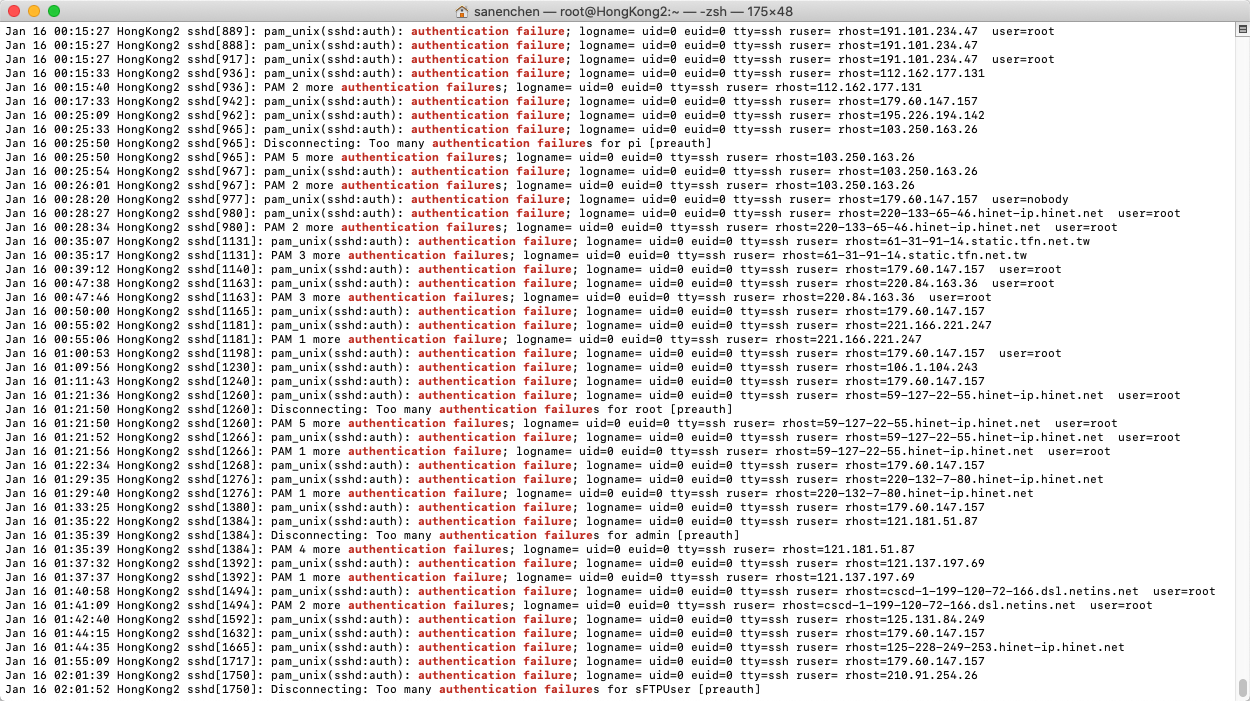 sanenchen — root@HongKong2:~ — -zsh — 175×48
Jan 16 00:15:27 HongKong2 sshd[889]: pam_unix(sshd:auth): authentication failure; logname= uid=0 euid=0 tty=ssh ruser= rhost=191.101.234.47  user=root
Jan 16 00:15:27 HongKong2 sshd[888]: pam_unix(sshd:auth): authentication failure; logname= uid=0 euid=0 tty=ssh ruser= rhost=191.101.234.47
Jan 16 00:15:27 HongKong2 sshd[917]: pam_unix(sshd:auth): authentication failure; logname= uid=0 euid=0 tty=ssh ruser= rhost=191.101.234.47  user=root
Jan 16 00:15:33 HongKong2 sshd[936]: pam_unix(sshd:auth): authentication failure; logname= uid=0 euid=0 tty=ssh ruser= rhost=112.162.177.131
Jan 16 00:15:40 HongKong2 sshd[936]: PAM 2 more authentication failures; logname= uid=0 euid=0 tty=ssh ruser= rhost=112.162.177.131
Jan 16 00:17:33 HongKong2 sshd[942]: pam_unix(sshd:auth): authentication failure; logname= uid=0 euid=0 tty=ssh ruser= rhost=179.60.147.157
Jan 16 00:25:09 HongKong2 sshd[962]: pam_unix(sshd:auth): authentication failure; logname= uid=0 euid=0 tty=ssh ruser= rhost=195.226.194.142
Jan 16 00:25:33 HongKong2 sshd[965]: pam_unix(sshd:auth): authentication failure; logname= uid=0 euid=0 tty=ssh ruser= rhost=103.250.163.26
Jan 16 00:25:50 HongKong2 sshd[965]: Disconnecting: Too many authentication failures for pi [preauth]
Jan 16 00:25:50 HongKong2 sshd[965]: PAM 5 more authentication failures; logname= uid=0 euid=0 tty=ssh ruser= rhost=103.250.163.26
Jan 16 00:25:54 HongKong2 sshd[967]: pam_unix(sshd:auth): authentication failure; logname= uid=0 euid=0 tty=ssh ruser= rhost=103.250.163.26
Jan 16 00:26:01 HongKong2 sshd[967]: PAM 2 more authentication failures; logname= uid=0 euid=0 tty=ssh ruser= rhost=103.250.163.26
Jan 16 00:28:20 HongKong2 sshd[977]: pam_unix(sshd:auth): authentication failure; logname= uid=0 euid=0 tty=ssh ruser= rhost=179.60.147.157  user=nobody
Jan 16 00:28:27 HongKong2 sshd[980]: pam_unix(sshd:auth): authentication failure; logname= uid=0 euid=0 tty=ssh ruser= rhost=220-133-65-46.hinet-ip.hinet.net  user=root
Jan 16 00:28:34 HongKong2 sshd[980]: PAM 2 more authentication failures; logname= uid=0 euid=0 tty=ssh ruser= rhost=220-133-65-46.hinet-ip.hinet.net  user=root
Jan 16 00:35:07 HongKong2 sshd[1131]: pam_unix(sshd:auth): authentication failure; logname= uid=0 euid=0 tty=ssh ruser= rhost=61-31-91-14.static.tfn.net.tw
Jan 16 00:35:17 HongKong2 sshd[1131]: PAM 3 more authentication failures; logname= uid=0 euid=0 tty=ssh ruser= rhost=61-31-91-14.static.tfn.net.tw
Jan 16 00:39:12 HongKong2 sshd[1140]: pam_unix(sshd:auth): authentication failure; logname= uid=0 euid=0 tty=ssh ruser= rhost=179.60.147.157  user=root
Jan 16 00:47:38 HongKong2 sshd[1163]: pam_unix(sshd:auth): authentication failure; logname= uid=0 euid=0 tty=ssh ruser= rhost=220.84.163.36  user=root
Jan 16 00:47:46 HongKong2 sshd[1163]: PAM 3 more authentication failures; logname= uid=0 euid=0 tty=ssh ruser= rhost=220.84.163.36  user=root
Jan 16 00:50:00 HongKong2 sshd[1165]: pam_unix(sshd:auth): authentication failure; logname= uid=0 euid=0 tty=ssh ruser= rhost=179.60.147.157
Jan 16 00:55:02 HongKong2 sshd[1181]: pam_unix(sshd:auth): authentication failure; logname= uid=0 euid=0 tty=ssh ruser= rhost=221.166.221.247
Jan 16 00:55:06 HongKong2 sshd[1181]: PAM 1 more authentication failure; logname= uid=0 euid=0 tty=ssh ruser= rhost=221.166.221.247
Jan 16 01:00:53 HongKong2 sshd[1198]: pam_unix(sshd:auth): authentication failure; logname= uid=0 euid=0 tty=ssh ruser= rhost=179.60.147.157  user=root
Jan 16 01:09:56 HongKong2 sshd[1230]: pam_unix(sshd:auth): authentication failure; logname= uid=0 euid=0 tty=ssh ruser= rhost=106.1.104.243
Jan 16 01:11:43 HongKong2 sshd[1240]: pam_unix(sshd:auth): authentication failure; logname= uid=0 euid=0 tty=ssh ruser= rhost=179.60.147.157
Jan 16 01:21:36 HongKong2 sshd[1260]: pam_unix(sshd:auth): authentication failure; logname= uid=0 euid=0 tty=ssh ruser= rhost=59-127-22-55.hinet-ip.hinet.net  user=root
Jan 16 01:21:50 HongKong2 sshd[1260]: Disconnecting: Too many authentication failures for root [preauth]
Jan 16 01:21:50 HongKong2 sshd[1260]: PAM 5 more authentication failures; logname= uid=0 euid=0 tty=ssh ruser= rhost=59-127-22-55.hinet-ip.hinet.net  user=root
Jan 16 01:21:52 HongKong2 sshd[1266]: pam_unix(sshd:auth): authentication failure; logname= uid=0 euid=0 tty=ssh ruser= rhost=59-127-22-55.hinet-ip.hinet.net  user=root
Jan 16 01:21:56 HongKong2 sshd[1266]: PAM 1 more authentication failure; logname= uid=0 euid=0 tty=ssh ruser= rhost=59-127-22-55.hinet-ip.hinet.net  user=root
Jan 16 01:22:34 HongKong2 sshd[1268]: pam_unix(sshd:auth): authentication failure; logname= uid=0 euid=0 tty=ssh ruser= rhost=179.60.147.157
Jan 16 01:29:35 HongKong2 sshd[1276]: pam_unix(sshd:auth): authentication failure; logname= uid=0 euid=0 tty=ssh ruser= rhost=220-132-7-80.hinet-ip.hinet.net
Jan 16 01:29:40 HongKong2 sshd[1276]: PAM 1 more authentication failure; logname= uid=0 euid=0 tty=ssh ruser= rhost=220-132-7-80.hinet-ip.hinet.net
Jan 16 01:33:25 HongKong2 sshd[1380]: pam_unix(sshd:auth): authentication failure; logname= uid=0 euid=0 tty=ssh ruser= rhost=179.60.147.157
Jan 16 01:35:22 HongKong2 sshd[1384]: pam_unix(sshd:auth): authentication failure; logname= uid=0 euid=0 tty=ssh ruser= rhost=121.181.51.87
Jan 16 01:35:39 HongKong2 sshd[1384]: Disconnecting: Too many authentication failures for admin [preauth]
Jan 16 01:35:39 HongKong2 sshd[1384]: PAM 4 more authentication failures; logname= uid=0 euid=0 tty=ssh ruser= rhost=121.181.51.87
Jan 16 01:37:32 HongKong2 sshd[1392]: pam_unix(sshd:auth): authentication failure; logname= uid=0 euid=0 tty=ssh ruser= rhost=121.137.197.69
Jan 16 01:37:37 HongKong2 sshd[1392]: PAM 1 more authentication failure; logname= uid=0 euid=0 tty=ssh ruser= rhost=121.137.197.69
Jan 16 01:40:58 HongKong2 sshd[1494]: pam_unix(sshd:auth): authentication failure; logname= uid=0 euid=0 tty=ssh ruser= rhost=cscd-1-199-120-72-166.dsl.netins.net  user=root
Jan 16 01:41:09 HongKong2 sshd[1494]: PAM 2 more authentication failures; logname= uid=0 euid=0 tty=ssh ruser= rhost=cscd-1-199-120-72-166.dsl.netins.net  user=root
Jan 16 01:42:40 HongKong2 sshd[1592]: pam_unix(sshd:auth): authentication failure; logname= uid=0 euid=0 tty=ssh ruser= rhost=125.131.84.249
Jan 16 01:44:15 HongKong2 sshd[1632]: pam_unix(sshd:auth): authentication failure; logname= uid=0 euid=0 tty=ssh ruser= rhost=179.60.147.157
Jan 16 01:44:35 HongKong2 sshd[1665]: pam_unix(sshd:auth): authentication failure; logname= uid=0 euid=0 tty=ssh ruser= rhost=125-228-249-253.hinet-ip.hinet.net
Jan 16 01:55:09 HongKong2 sshd[1717]: pam_unix(sshd:auth): authentication failure; logname= uid=0 euid=0 tty=ssh ruser= rhost=179.60.147.157
Jan 16 02:01:39 HongKong2 sshd[1750]: pam_unix(sshd:auth): authentication failure; logname= uid=0 euid=0 tty=ssh ruser= rhost=210.91.254.26
Jan 16 02:01:52 HongKong2 sshd[1750]: Disconnecting: Too many authentication failures for sFTPUser [preauth]